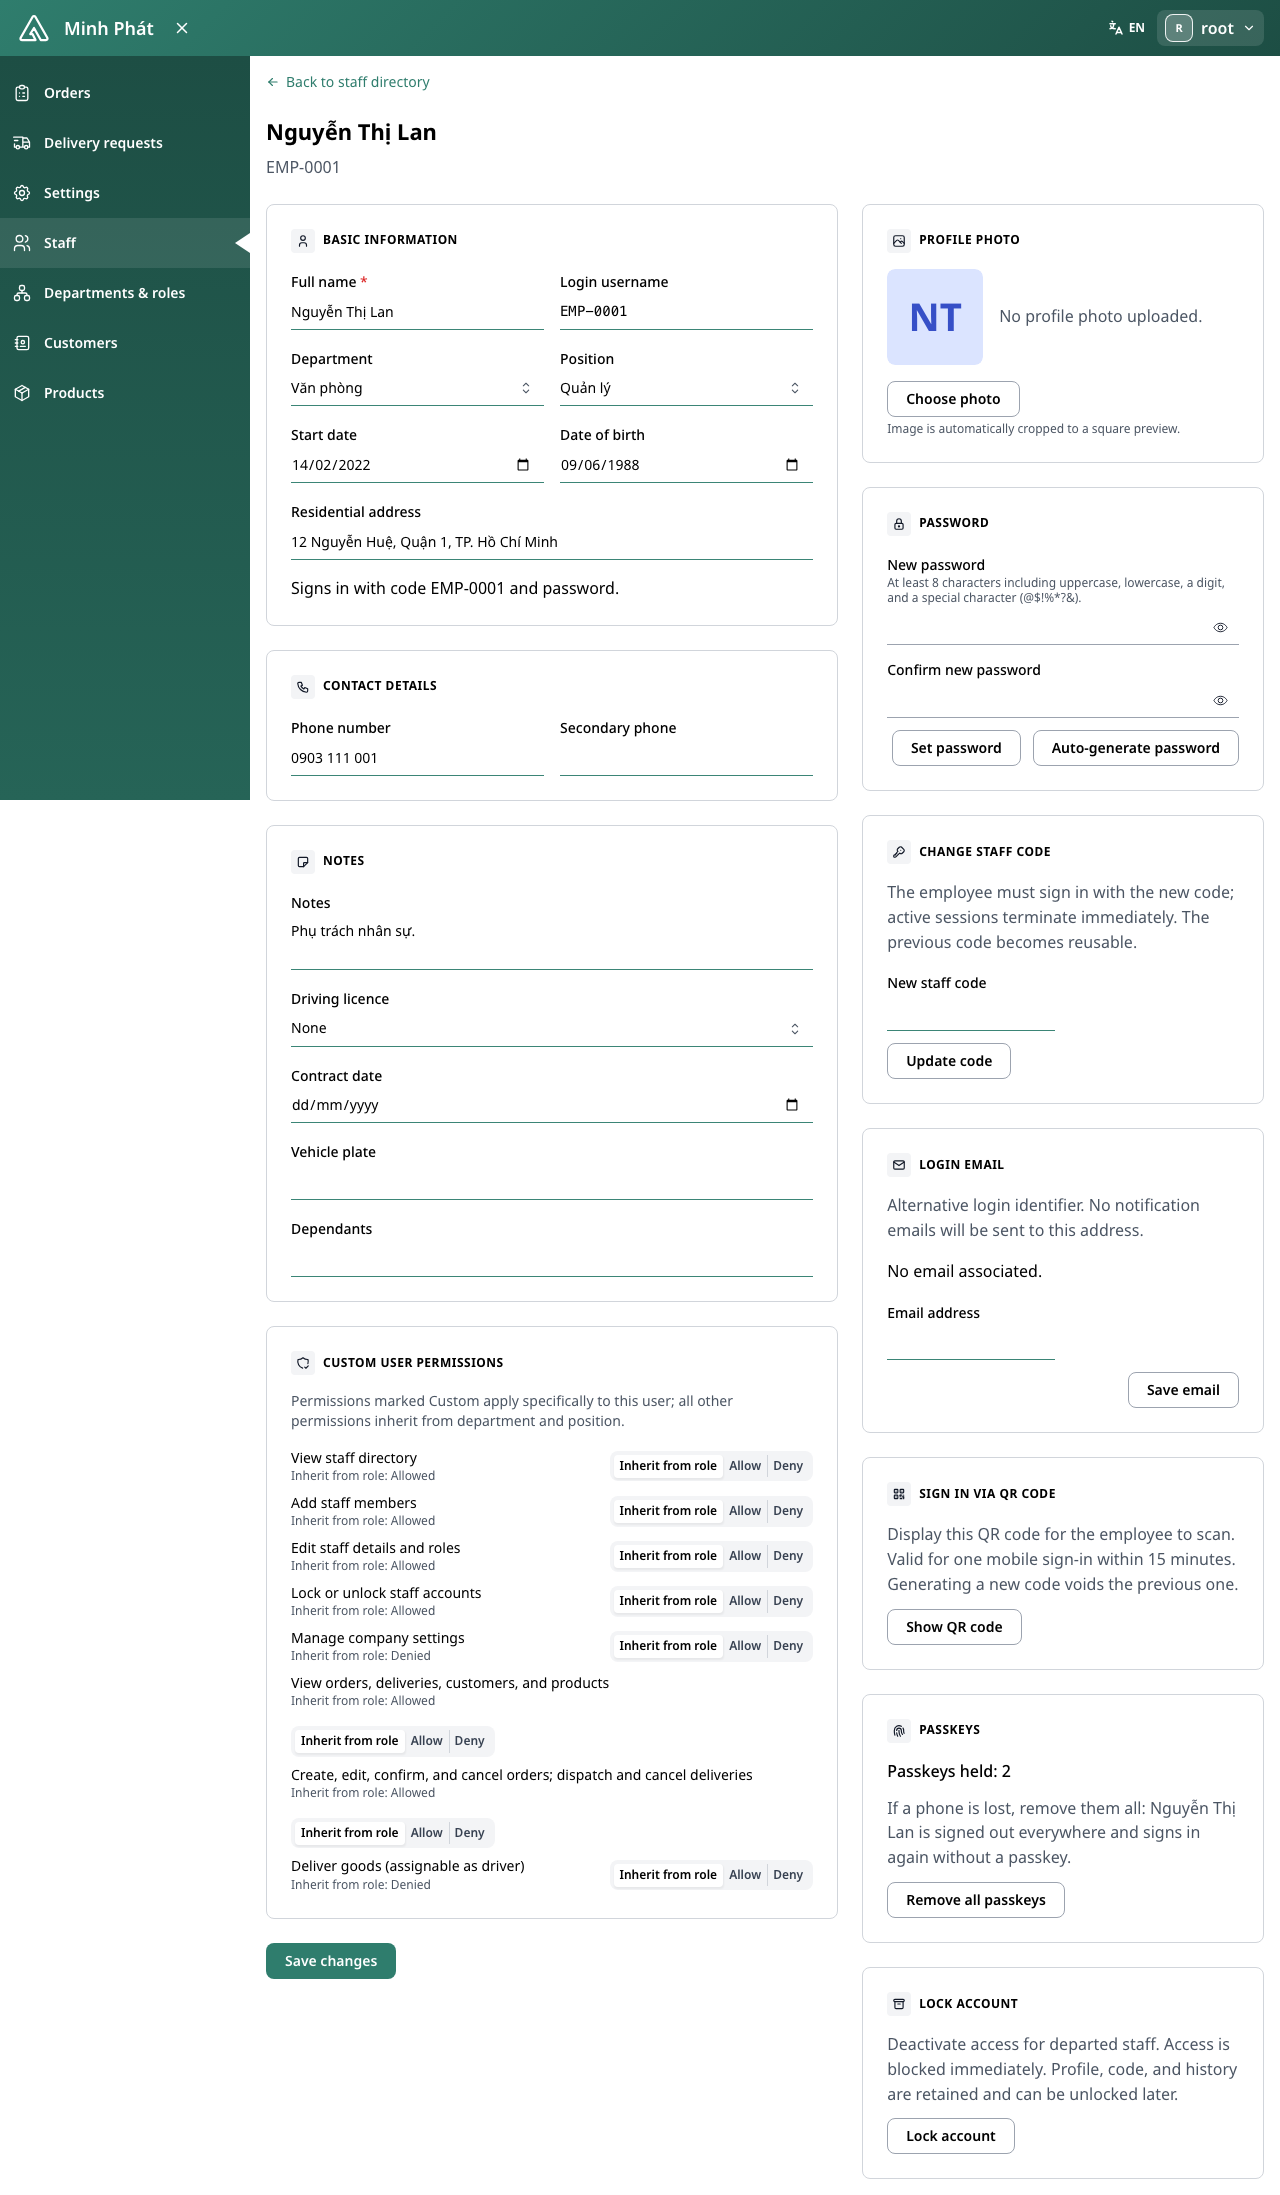 Minh Phát
EN
R
root
Orders
Delivery requests
Settings
Staff
Departments & roles
Customers
Products
Back to staff directory
Nguyễn Thị Lan
EMP-0001
BASIC INFORMATION
Full name *
Login username
Nguyễn Thị Lan
EMP-0001
Department
Position
Văn phòng
Quản lý
Start date
Date of birth
14/02/2022
09/06/1988
Residential address
12 Nguyễn Huệ, Quận 1, TP. Hồ Chí Minh
Signs in with code EMP-0001 and password.
CONTACT DETAILS
Phone number
Secondary phone
0903 111 001
NOTES
Notes
Phụ trách nhân sự.
Driving licence
None
Contract date
dd/mm/yyyy
Vehicle plate
Dependants
CUSTOM USER PERMISSIONS
Permissions marked Custom apply specifically to this user; all other
permissions inherit from department and position.
View staff directory
Inherit from role: Allowed
Inherit from role Allow Deny
Add staff members
Inherit from role: Allowed
Inherit from role Allow Deny
Edit staff details and roles
Inherit from role: Allowed
Inherit from role Allow Deny
Lock or unlock staff accounts
Inherit from role: Allowed
Inherit from role Allow Deny
Manage company settings
Inherit from role: Denied
Inherit from role Allow Deny
View orders, deliveries, customers, and products
Inherit from role: Allowed
Inherit from role Allow Deny
Create, edit, confirm, and cancel orders; dispatch and cancel deliveries
Inherit from role: Allowed
Inherit from role Allow Deny
Deliver goods (assignable as driver)
Inherit from role: Denied
Inherit from role Allow Deny
Save changes
PROFILE PHOTO
NT
No profile photo uploaded.
Choose photo
Image is automatically cropped to a square preview.
PASSWORD
New password
At least 8 characters including uppercase, lowercase, a digit,
and a special character (@$!%*?&).
Confirm new password
Set password
Auto-generate password
CHANGE STAFF CODE
The employee must sign in with the new code;
active sessions terminate immediately. The
previous code becomes reusable.
New staff code
Update code
LOGIN EMAIL
Alternative login identifier. No notification
emails will be sent to this address.
No email associated.
Email address
Save email
SIGN IN VIA QR CODE
Display this QR code for the employee to scan.
Valid for one mobile sign-in within 15 minutes.
Generating a new code voids the previous one.
Show QR code
PASSKEYS
Passkeys held: 2
If a phone is lost, remove them all: Nguyễn Thị
Lan is signed out everywhere and signs in
again without a passkey.
Remove all passkeys
LOCK ACCOUNT
Deactivate access for departed staff. Access is
blocked immediately. Profile, code, and history
are retained and can be unlocked later.
Lock account